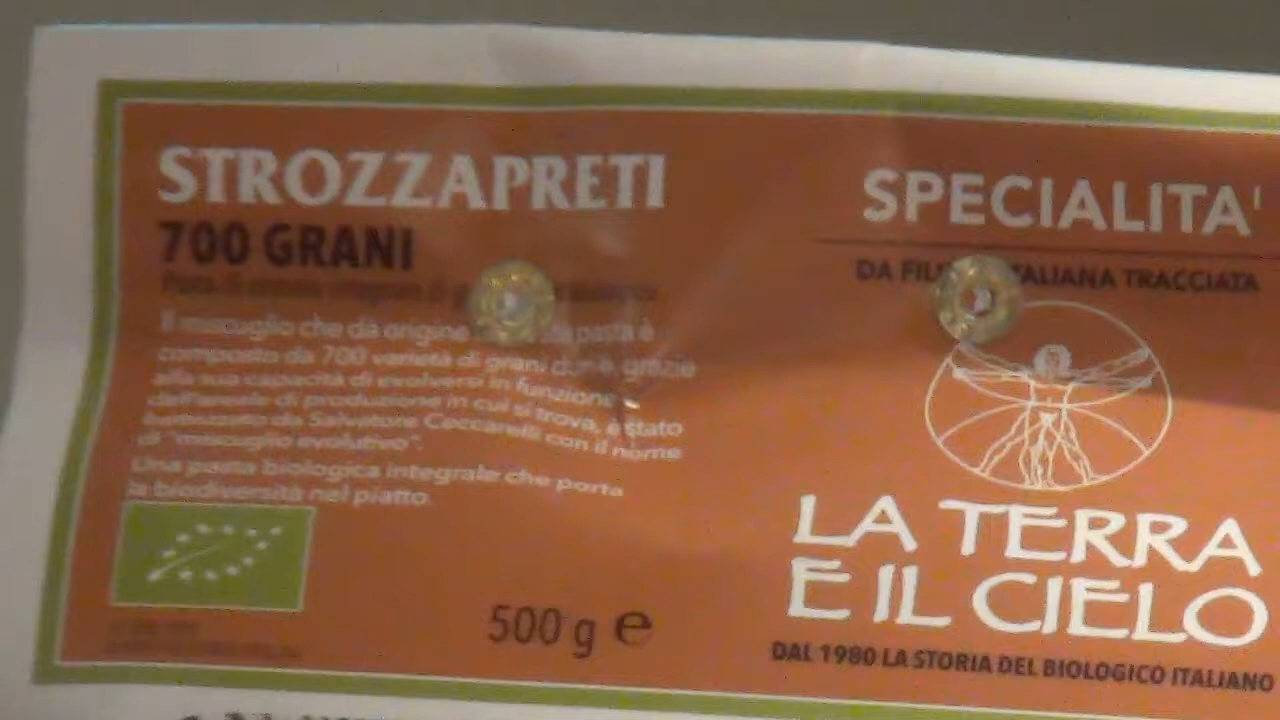 STROZZAPRETI
700 GRANI
Il miscuglio che dà origine pasta è
composto da 700 varietà di grani grazie
alla sua capacità di evolversi in funzione
dell'areale di produzione in cui si trova, è stato
battezzato da Salvatore Ceccarelli con il nome
di "miscuglio evolutivo".
Una pasta biologica integrale che porta
la biodiversità nel piatto.
500 g e
SPECIALITA'
DA ITALIANA TRACCIATA
LA TERRA
E IL CIELO
DAL 1980 LA STORIA DEL BIOLOGICO ITALIANO